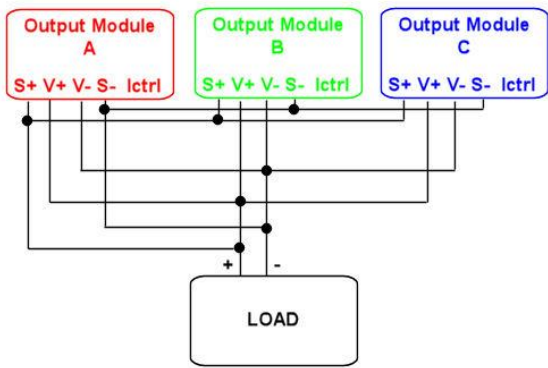 Output Module
A
S+ V+ V- S- Ictrl
Output Module
B
S+ V+ V- S- Ictrl
Output Module
C
S+ V+ V- S- Ictrl
+ -
LOAD